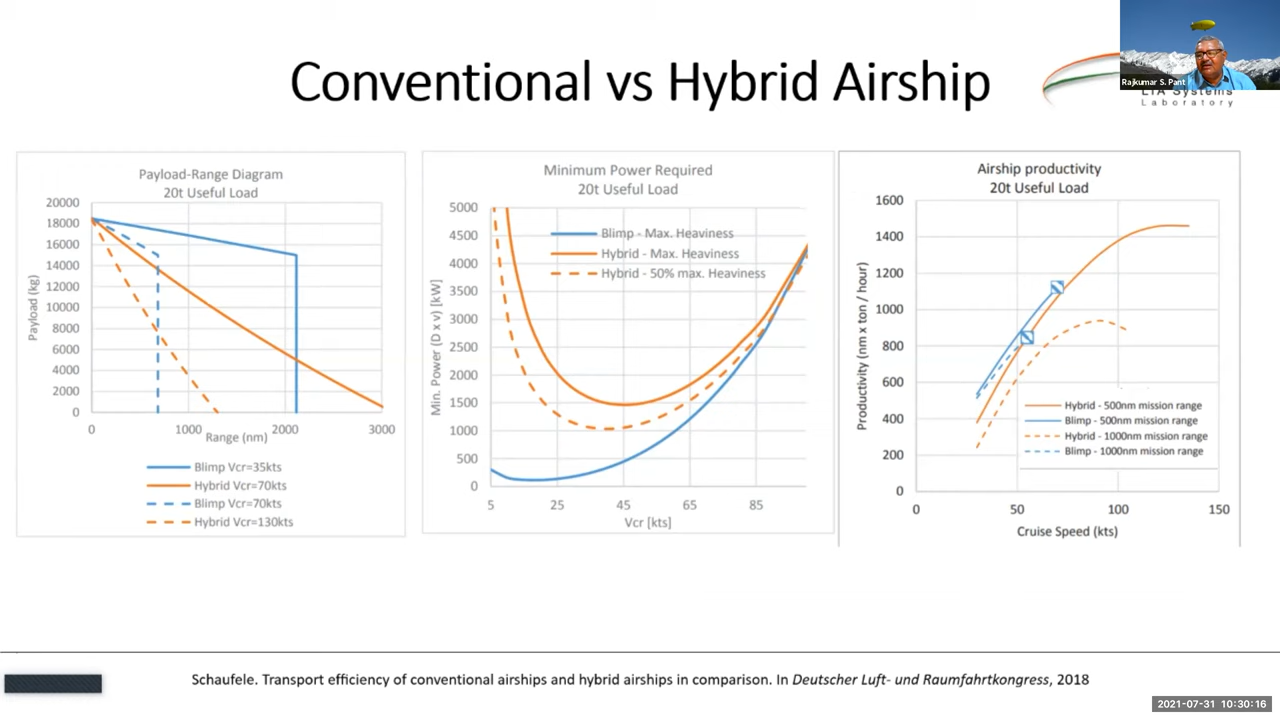 Conventional vs Hybrid Airship
Rajkumar S. Pant
LTA Systems
Laboratory
Payload-Range Diagram
20t Useful Load
20000
18000
16000
14000
12000
10000
8000
6000
4000
2000
0
Payload (kg)
0
1000
2000
3000
Range (nm)
Blimp Vcr=35kts
Hybrid Vcr=70kts
Blimp Vcr=70kts
Hybrid Vcr=130kts
Minimum Power Required
20t Useful Load
5000
4500
4000
3500
3000
2500
2000
1500
1000
500
0
Min. Power (D x v) [kW]
Blimp - Max. Heaviness
Hybrid - Max. Heaviness
Hybrid - 50% max. Heaviness
5
25
45
65
85
Vcr [kts]
Airship productivity
20t Useful Load
1600
1400
1200
1000
800
600
400
200
0
Productivity (nm x ton / hour)
Hybrid - 500nm mission range
Blimp - 500nm mission range
Hybrid - 1000nm mission range
Blimp - 1000nm mission range
0
50
100
150
Cruise Speed (kts)
Schaufele. Transport efficiency of conventional airships and hybrid airships in comparison. In Deutscher Luft- und Raumfahrtkongress, 2018
2021-07-31 10:30:16